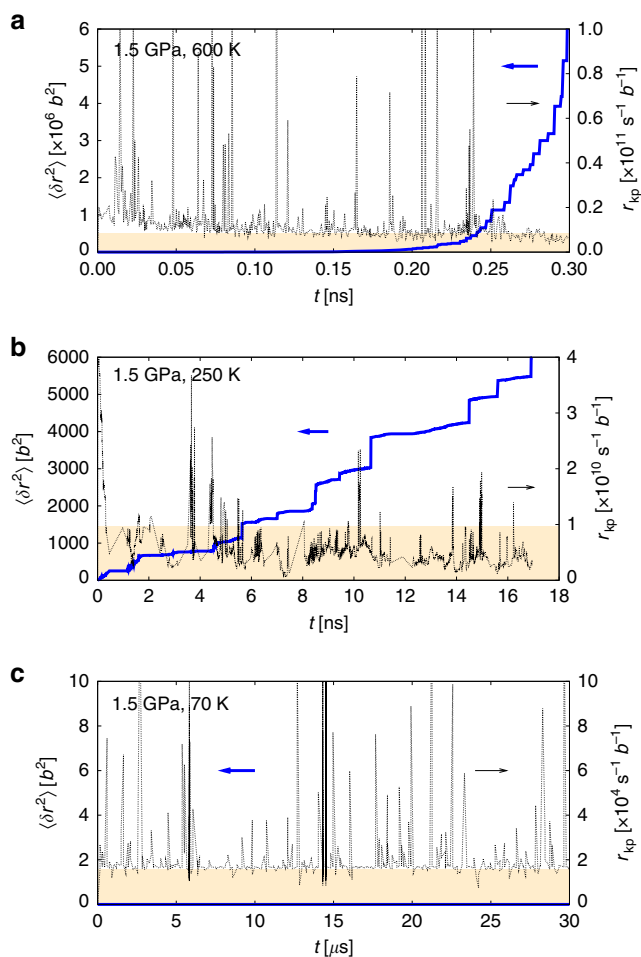 a
1.5 GPa, 600 K
⟨δr²⟩ [×10⁶ b²]
6
5
4
3
2
1
0
1.0
0.8
0.6
0.4
0.2
0.0
r_kp [×10¹¹ s⁻¹ b⁻¹]
0.00 0.05 0.10 0.15 0.20 0.25 0.30
t [ns]
b
1.5 GPa, 250 K
⟨δr²⟩ [b²]
6000
5000
4000
3000
2000
1000
0
4
3
2
1
0
r_kp [×10¹⁰ s⁻¹ b⁻¹]
0 2 4 6 8 10 12 14 16 18
t [ns]
c
1.5 GPa, 70 K
⟨δr²⟩ [b²]
10
8
6
4
2
0
10
8
6
4
2
0
r_kp [×10⁴ s⁻¹ b⁻¹]
0 5 10 15 20 25 30
t [μs]